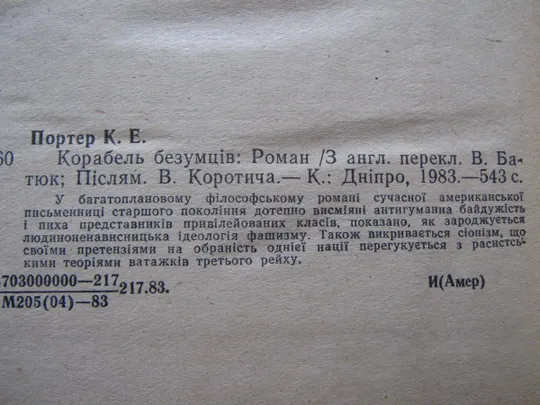 Портер К. Е.
60 Корабель безумців: Роман /З англ. перекл. В. Ба-
тюк; Післям. В. Коротича.— К.: Дніпро, 1983.—543 с.
У багатоплановому філософському романі сучасної американської
письменниці старшого покоління дотепно висміяні антигуманна байдужість
і пиха представників привілейованих класів, показано, як зароджується
людиноненависницька ідеологія фашизму. Також викривається сіонізм, що
своїми претензіями на обраність однієї нації перегукується з расистсь-
кими теоріями ватажків третього рейху.
4703000000—217
М205(04)—83 217.83. И(Амер)